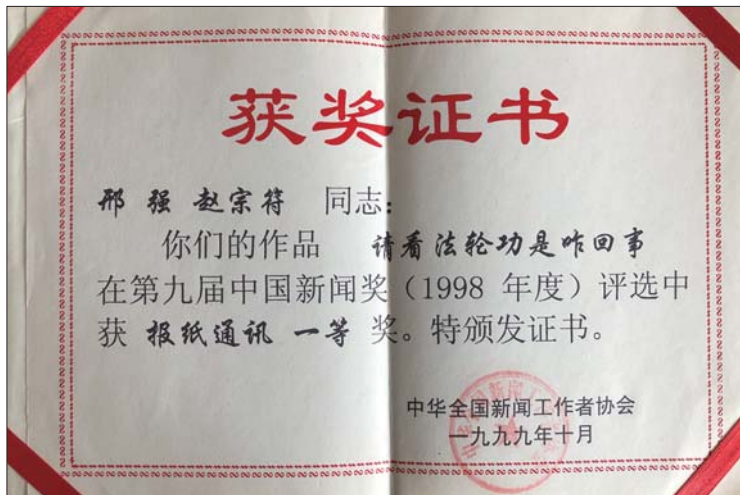 获奖证书
邢强 赵宗符 同志：
你们的作品 请看法轮功是咋回事
在第九届中国新闻奖（1998 年度）评选中
获 报纸通讯 一等 奖。特颁发证书。
中华全国新闻工作者协会
一九九九年十月